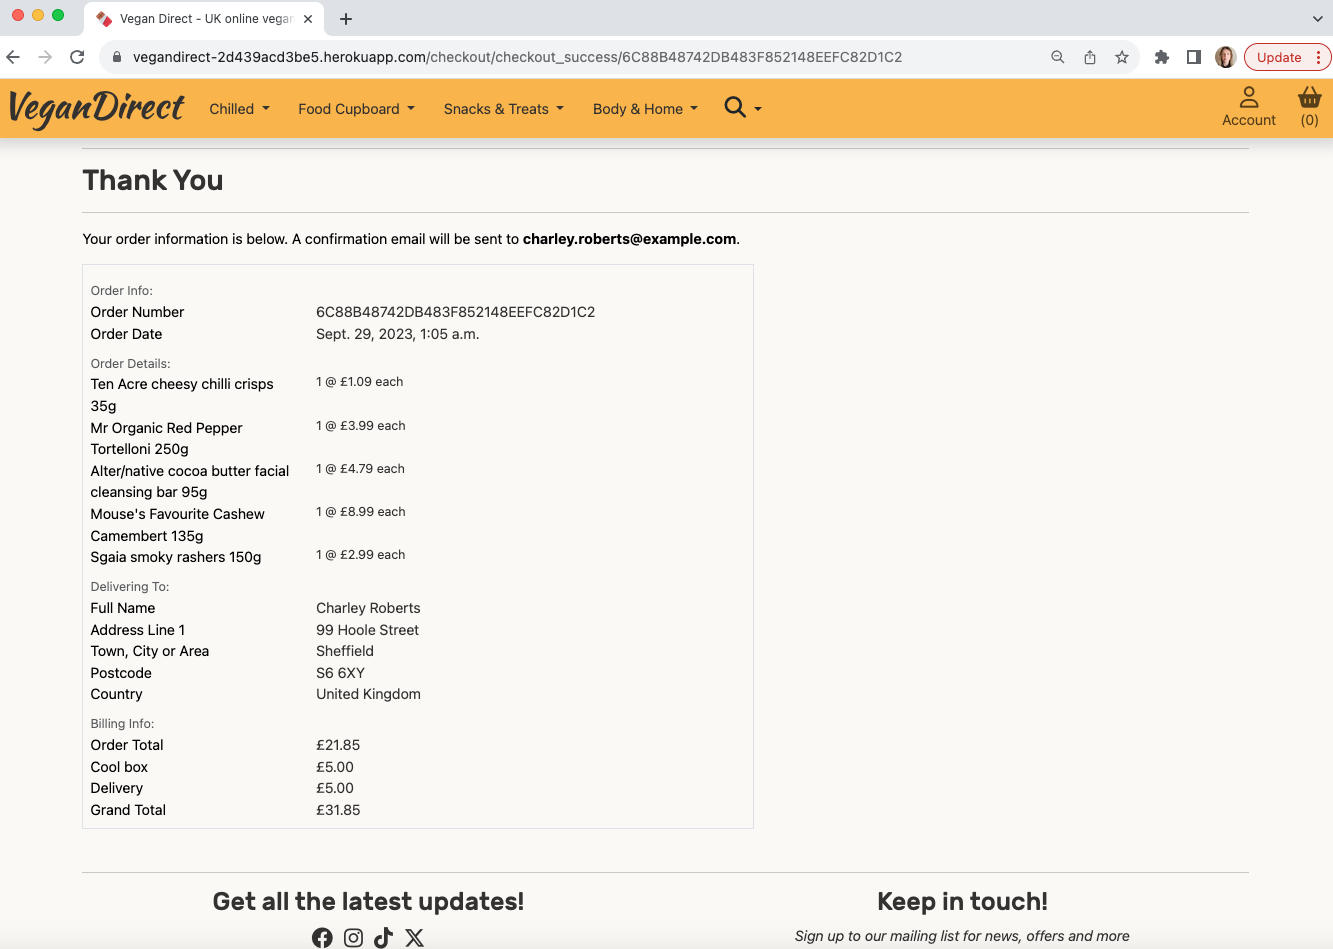 Vegan Direct - UK online vegan
vegandirect-2d439acd3be5.herokuapp.com/checkout/checkout_success/6C88B48742DB483F852148EEFC82D1C2
Update
VeganDirect
Chilled
Food Cupboard
Snacks & Treats
Body & Home
Account
(0)
Thank You
Your order information is below. A confirmation email will be sent to charley.roberts@example.com.
Order Info:
Order Number 6C88B48742DB483F852148EEFC82D1C2
Order Date Sept. 29, 2023, 1:05 a.m.
Order Details:
Ten Acre cheesy chilli crisps 1 @ £1.09 each
35g
Mr Organic Red Pepper 1 @ £3.99 each
Tortelloni 250g
Alter/native cocoa butter facial 1 @ £4.79 each
cleansing bar 95g
Mouse's Favourite Cashew 1 @ £8.99 each
Camembert 135g
Sgaia smoky rashers 150g 1 @ £2.99 each
Delivering To:
Full Name Charley Roberts
Address Line 1 99 Hoole Street
Town, City or Area Sheffield
Postcode S6 6XY
Country United Kingdom
Billing Info:
Order Total £21.85
Cool box £5.00
Delivery £5.00
Grand Total £31.85
Get all the latest updates!
Keep in touch!
Sign up to our mailing list for news, offers and more